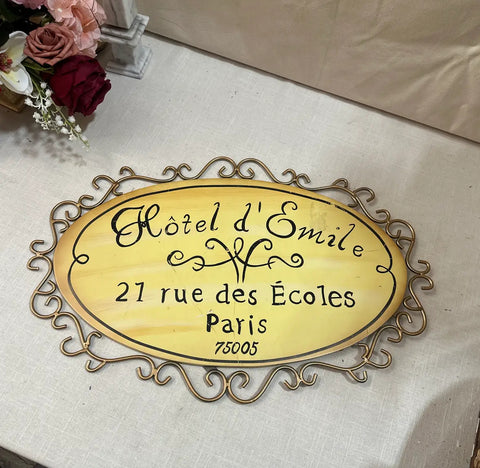 Hôtel d'Emile
21 rue des Écoles
Paris
75005